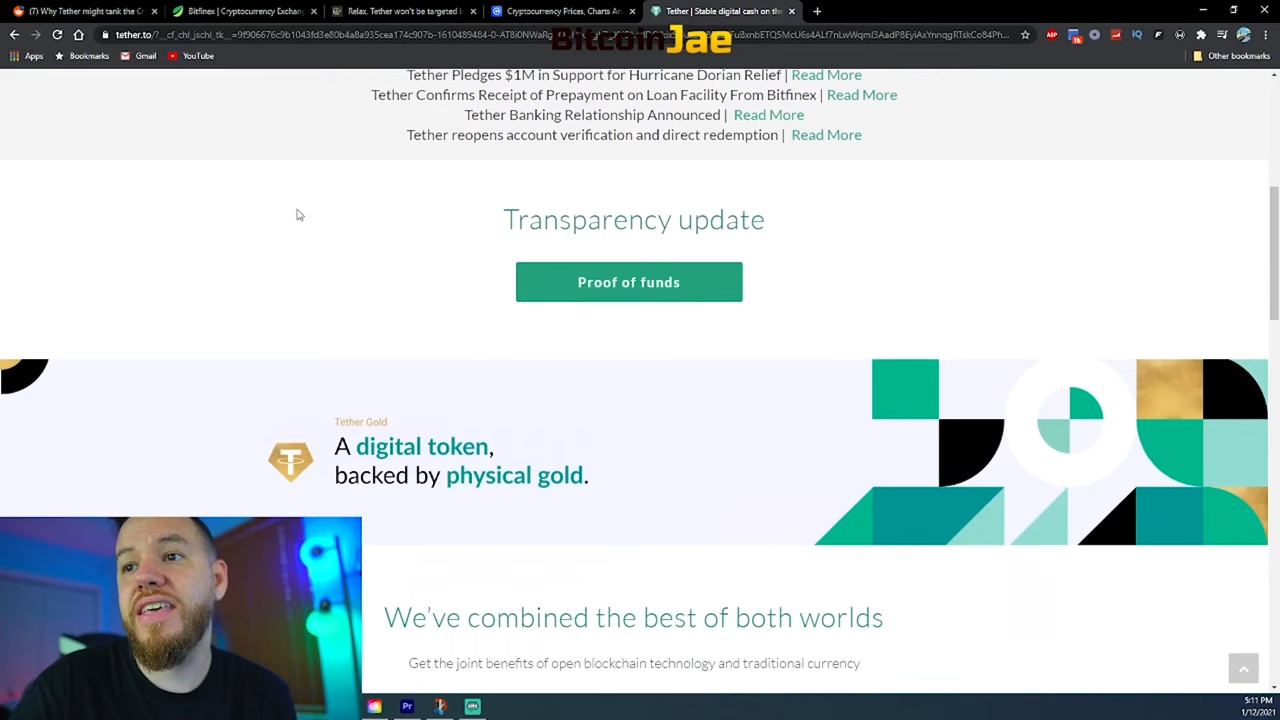 (7) Why Tether might tank the Cr
Bitfinex | Cryptocurrency Exchan
Relax, Tether won't be targeted b
Cryptocurrency Prices, Charts An
Tether | Stable digital cash on the
BitcoinJae
Apps
Bookmarks
Gmail
YouTube
Other bookmarks
Tether Pledges $1M in Support for Hurricane Dorian Relief | Read More
Tether Confirms Receipt of Prepayment on Loan Facility From Bitfinex | Read More
Tether Banking Relationship Announced | Read More
Tether reopens account verification and direct redemption | Read More
Transparency update
Proof of funds
Tether Gold
A digital token,
backed by physical gold.
We've combined the best of both worlds
Get the joint benefits of open blockchain technology and traditional currency
Pr
5:11 PM
1/12/2021